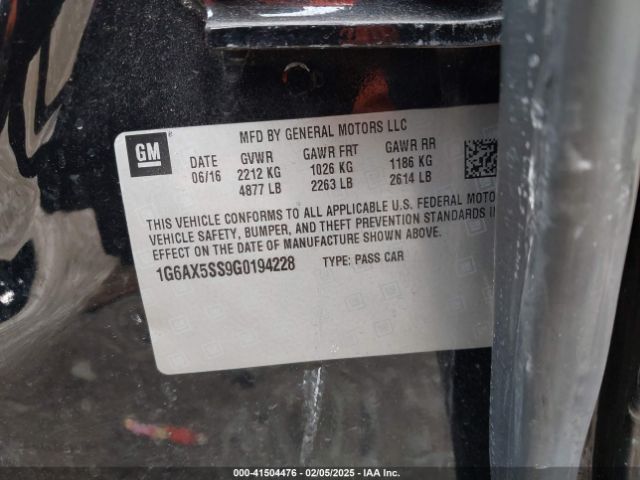 GM
MFD BY GENERAL MOTORS LLC
DATE GVWR GAWR FRT GAWR RR
06/16 2212 KG 1026 KG 1186 KG
4877 LB 2263 LB 2614 LB
THIS VEHICLE CONFORMS TO ALL APPLICABLE U.S. FEDERAL MOTO
VEHICLE SAFETY, BUMPER, AND THEFT PREVENTION STANDARDS I
EFFECT ON THE DATE OF MANUFACTURE SHOWN ABOVE.
1G6AX5SS9G0194228 TYPE: PASS CAR
000-41504476 - 02/05/2025 - IAA Inc.